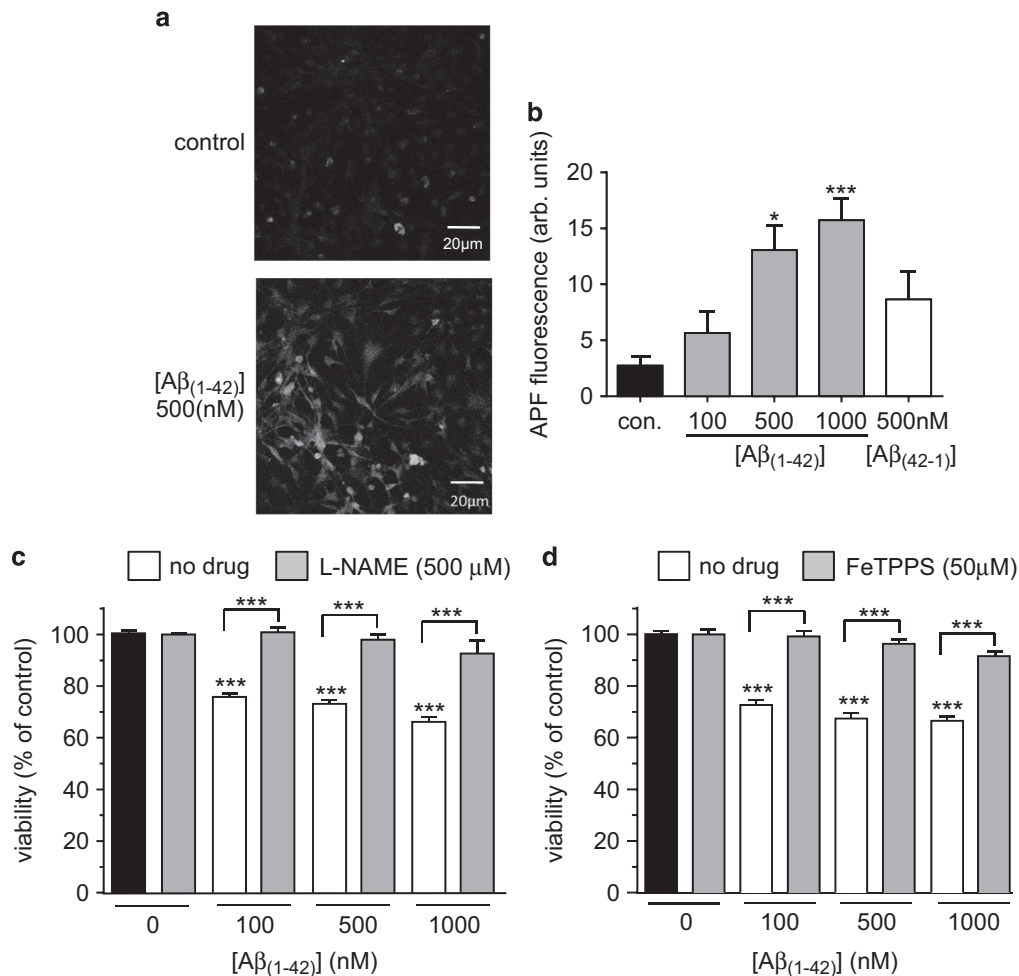 a
control
20μm
[Aβ(1-42)]
500(nM)
20μm
b
APF fluorescence (arb. units)
20
15
10
5
0
*
***
con.
100
500
1000
500nM
[Aβ(1-42)]
[Aβ(42-1)]
c
no drug
L-NAME (500 μM)
viability (% of control)
100
80
60
40
20
0
***
***
***
***
***
***
0
100
500
1000
[Aβ(1-42)] (nM)
d
no drug
FeTPPS (50μM)
viability (% of control)
100
80
60
40
20
0
***
***
***
***
***
***
0
100
500
1000
[Aβ(1-42)] (nM)